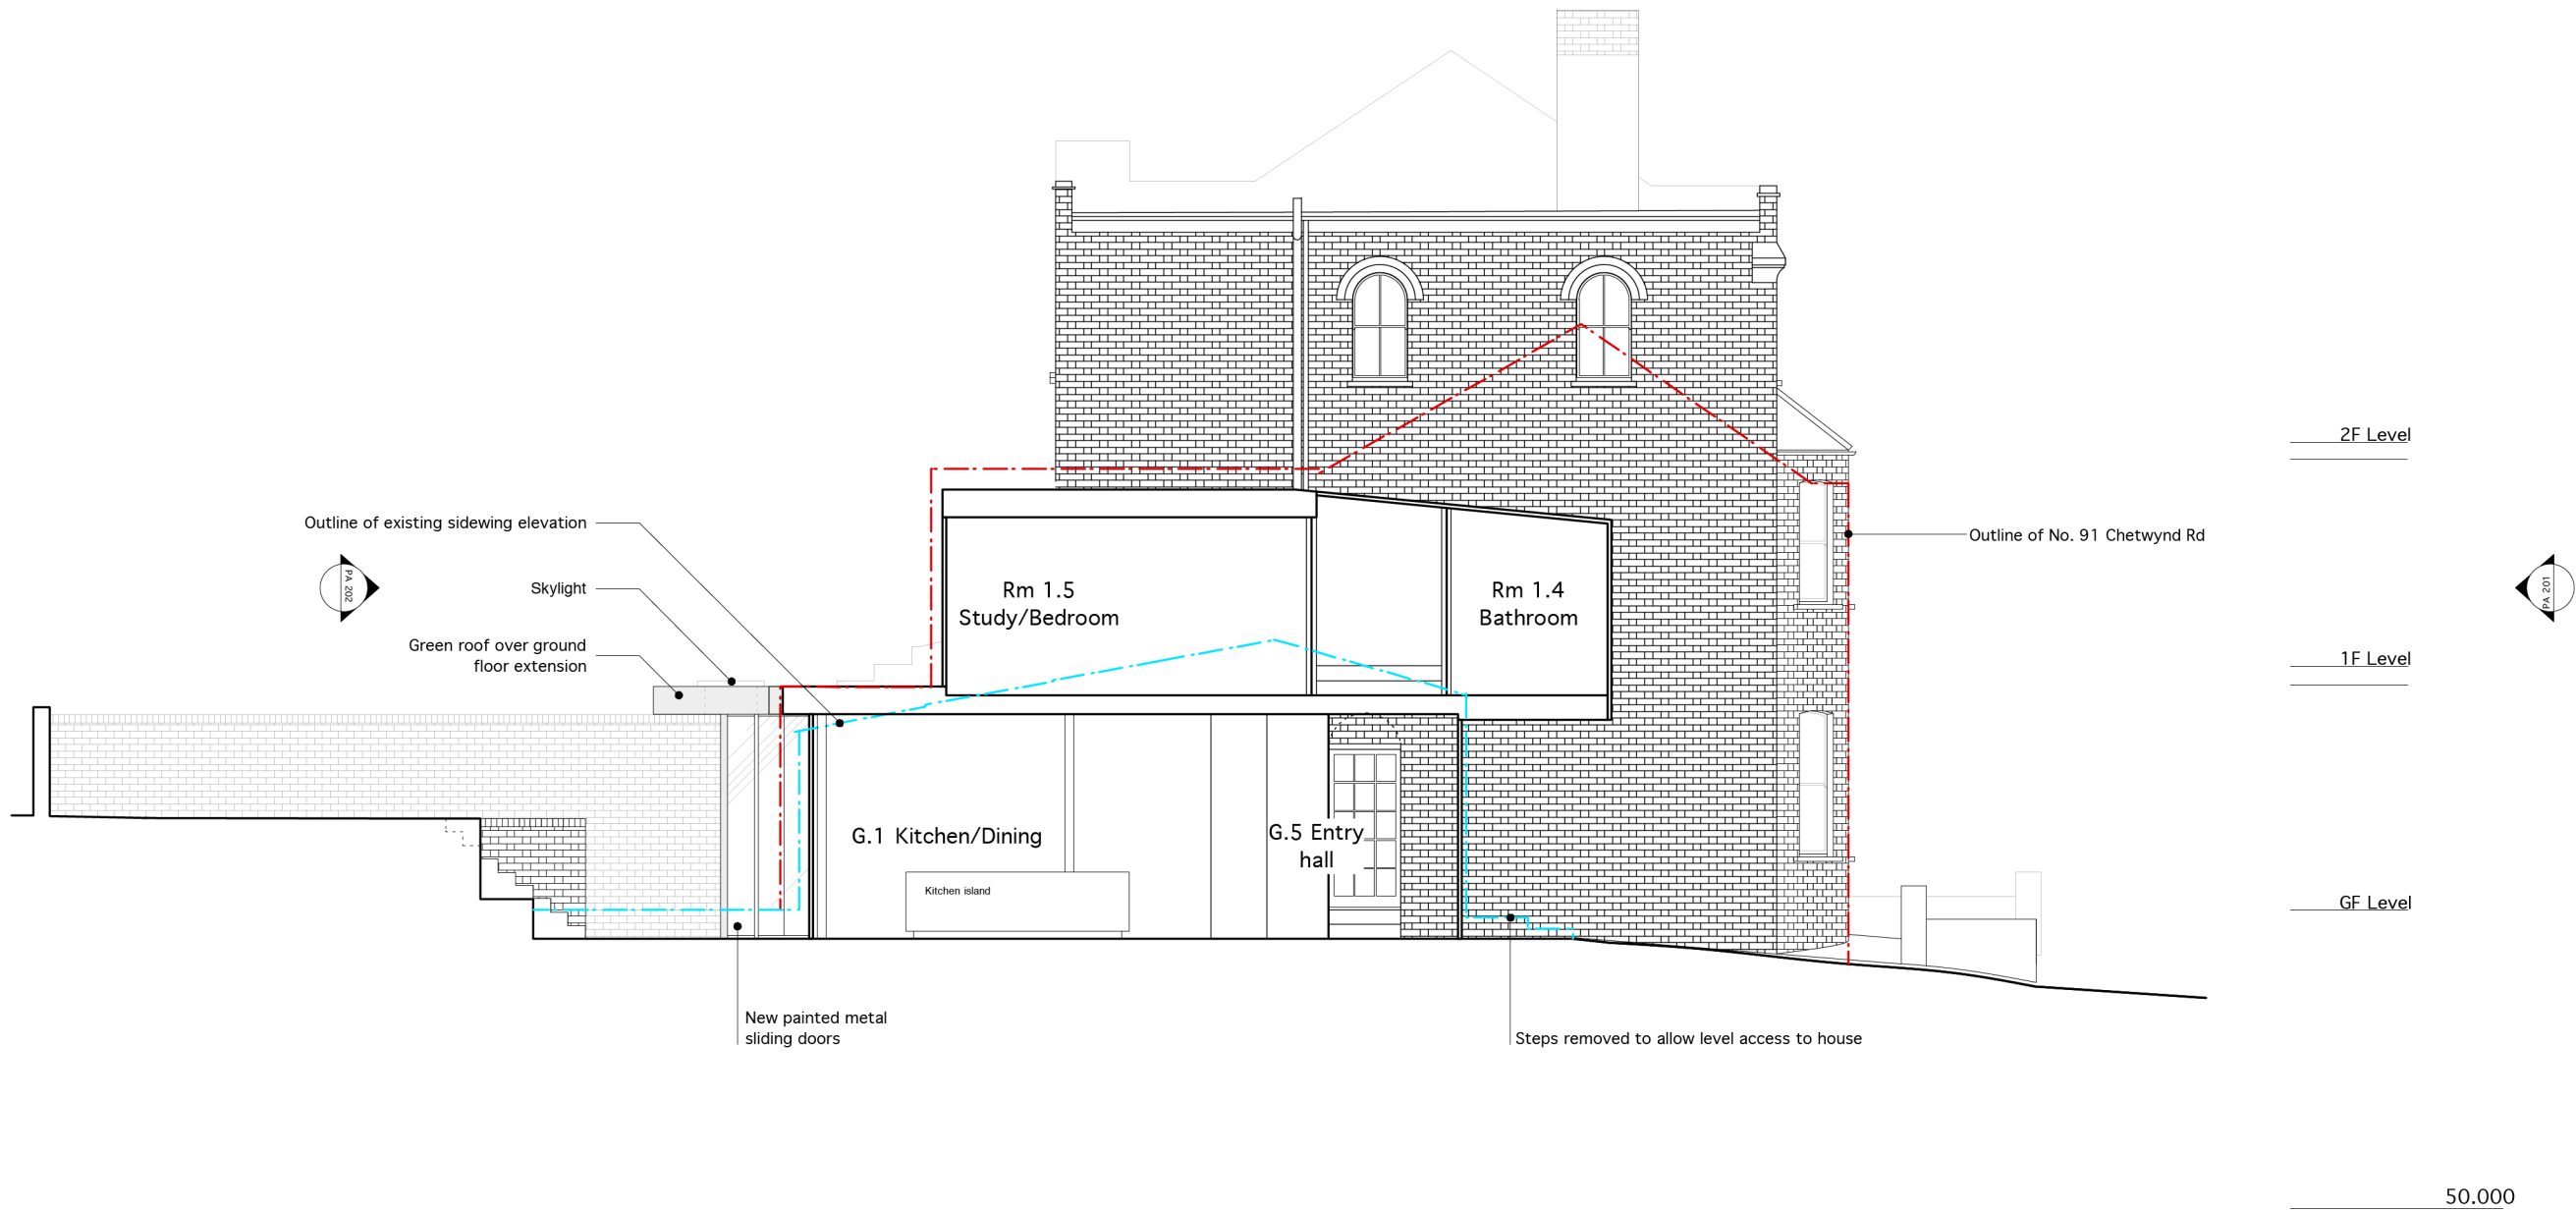 2F Level
Outline of existing sidewing elevation
Outline of No. 91 Chetwynd Rd
PA 202
Skylight
Rm 1.5
Study/Bedroom
Rm 1.4
Bathroom
PA 201
Green roof over ground
floor extension
1F Level
G.1 Kitchen/Dining
G.5 Entry
hall
Kitchen island
GF Level
New painted metal
sliding doors
Steps removed to allow level access to house
50.000